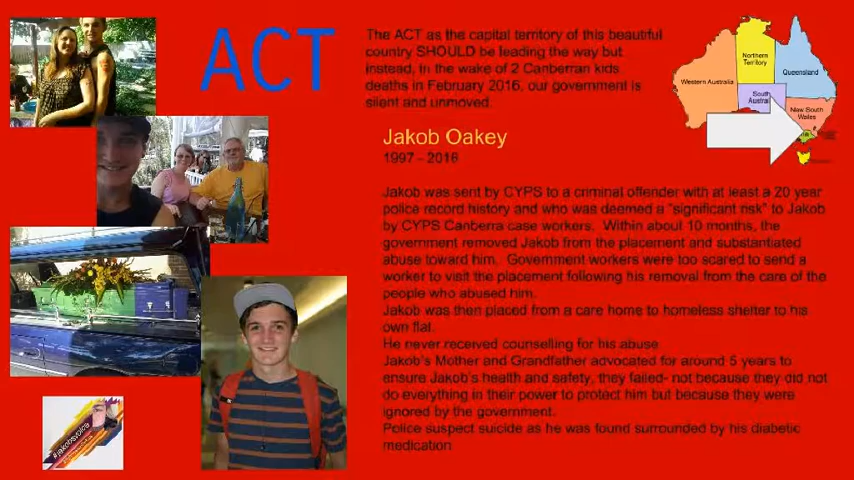 ACT
The ACT as the capital territory of this beautiful
country SHOULD be leading the way but
instead, in the wake of 2 Canberran kids
deaths in February 2016, our government is
silent and unmoved.
Jakob Oakey
1997 - 2016
Jakob was sent by CYPS to a criminal offender with at least a 20 year
police record history and who was deemed a "significant risk" to Jakob
by CYPS Canberra case workers. Within about 10 months, the
government removed Jakob from the placement and substantiated
abuse toward him. Government workers were too scared to send a
worker to visit the placement following his removal from the care of the
people who abused him.
Jakob was then placed from a care home to homeless shelter to his
own flat.
He never received counselling for his abuse
Jakob's Mother and Grandfather advocated for around 5 years to
ensure Jakob's health and safety, they failed- not because they did not
do everything in their power to protect him but because they were
ignored by the government.
Police suspect suicide as he was found surrounded by his diabetic
medication
Northern
Territory
Western Australia
Queensland
South
Austral
New South
Wales
#jakobsvoice